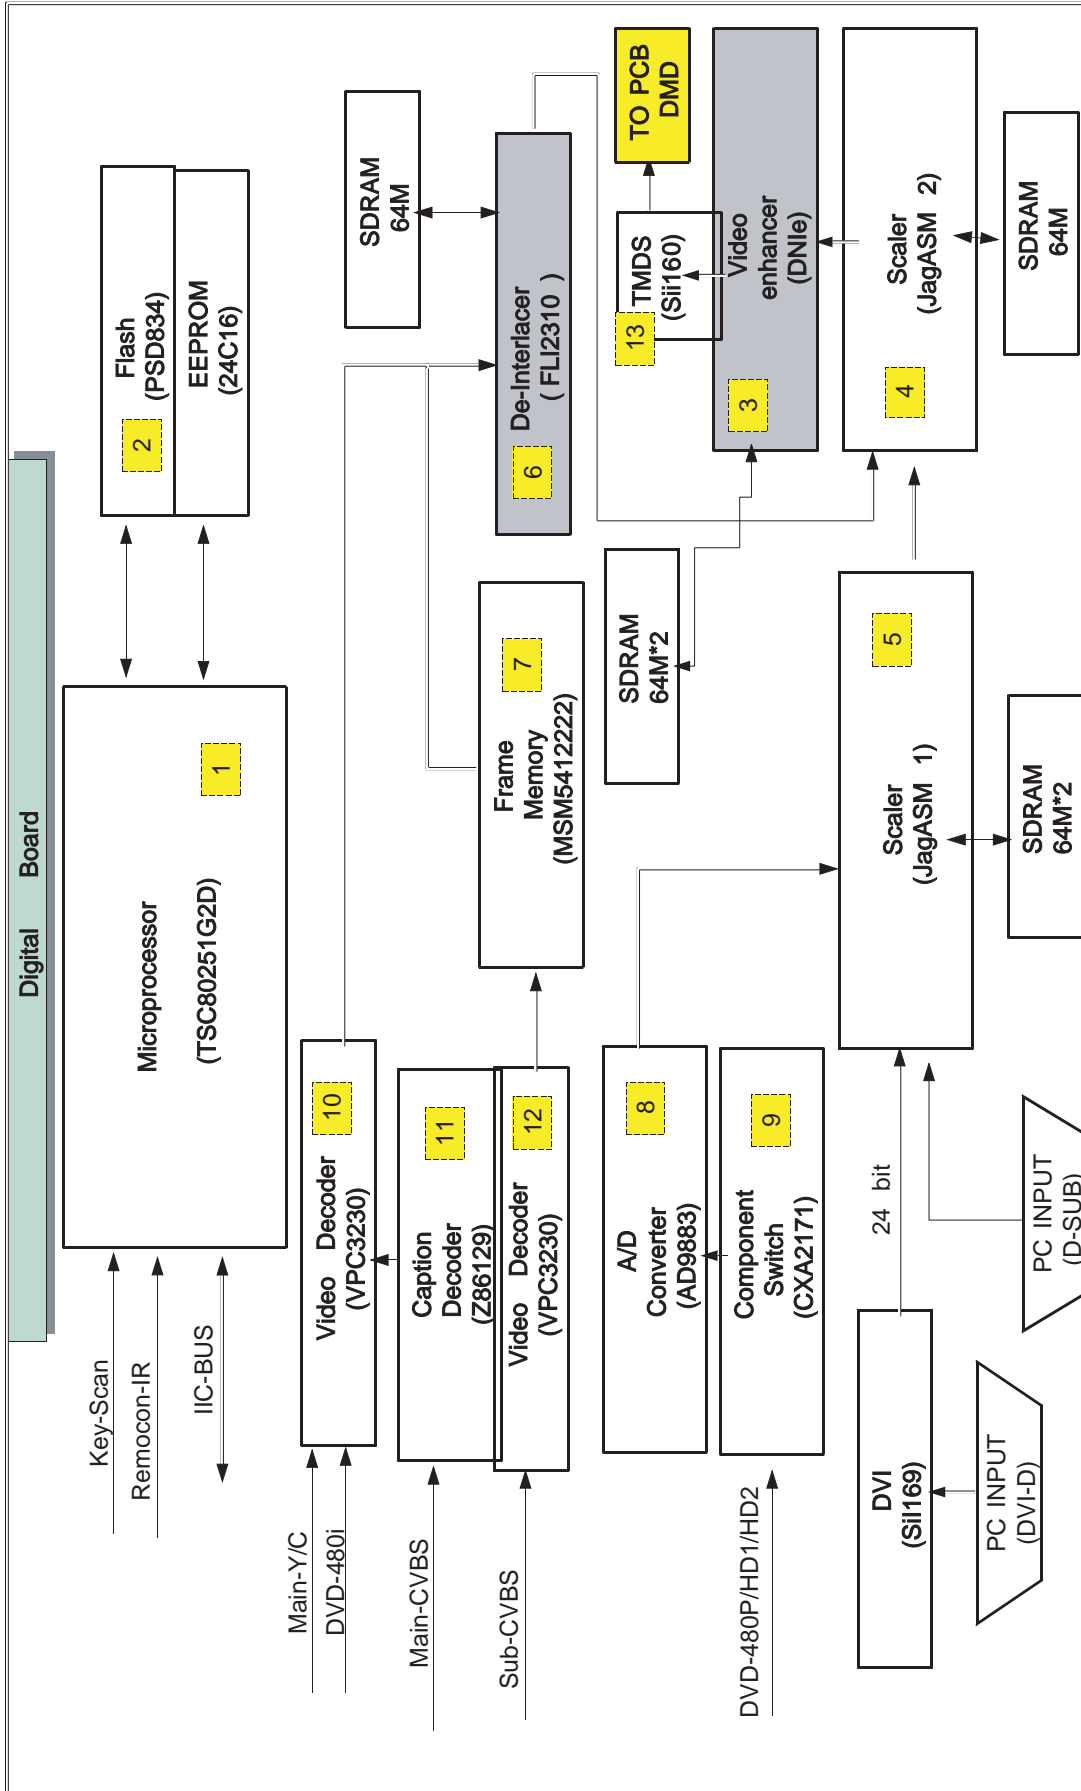 Digital Board
Key-Scan
Remocon-IR
IIC-BUS
Microprocessor
(TSC80251G2D)
1
2
Flash
(PSD834)
EEPROM
(24C16)
Main-Y/C
DVD-480i
Video Decoder
(VPC3230)
10
Main-CVBS
Caption
Decoder
(Z86129)
11
Sub-CVBS
Video Decoder
(VPC3230)
12
Frame
Memory
(MSM5412222)
7
SDRAM
64M
De-Interlacer
( FLI2310 )
6
DVD-480P/HD1/HD2
A/D
Converter
(AD9883)
8
Component
Switch
(CXA2171)
9
SDRAM
64M*2
TMDS
(Sii160)
13
TO PCB
DMD
Video
enhancer
(DNIe)
3
DVI
(SiI169)
24 bit
PC INPUT
(DVI-D)
PC INPUT
(D-SUB)
Scaler
(JagASM 1)
5
SDRAM
64M*2
Scaler
(JagASM 2)
4
SDRAM
64M